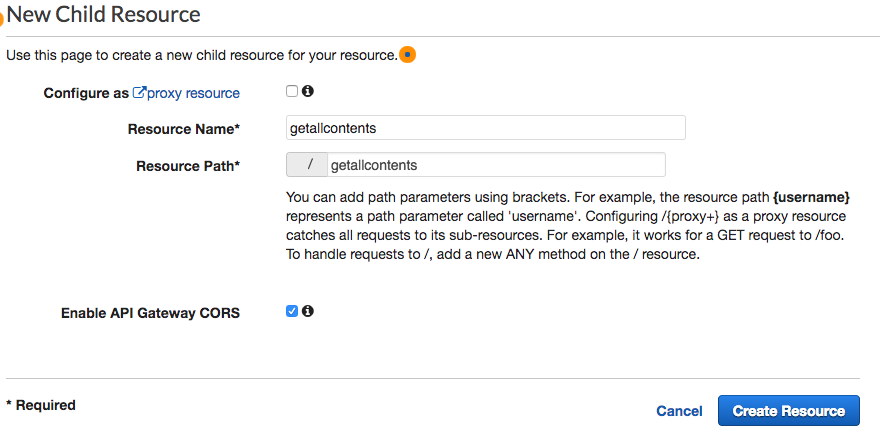 New Child Resource
Use this page to create a new child resource for your resource.
Configure as proxy resource
Resource Name* getallcontents
Resource Path* / getallcontents
You can add path parameters using brackets. For example, the resource path {username}
represents a path parameter called 'username'. Configuring /{proxy+} as a proxy resource
catches all requests to its sub-resources. For example, it works for a GET request to /foo.
To handle requests to /, add a new ANY method on the / resource.
Enable API Gateway CORS
* Required
Cancel Create Resource